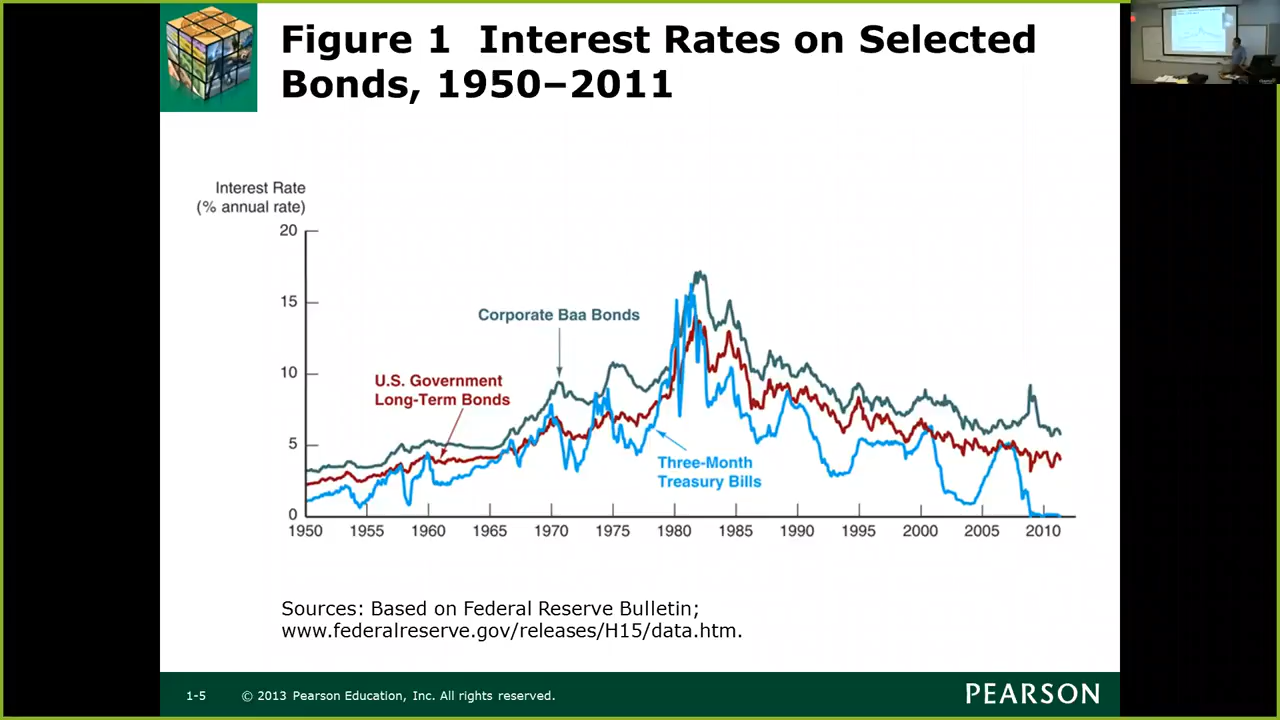 Figure 1 Interest Rates on Selected
Bonds, 1950–2011
Interest Rate
(% annual rate)
20
15
10
5
0
Corporate Baa Bonds
U.S. Government
Long-Term Bonds
Three-Month
Treasury Bills
1950 1955 1960 1965 1970 1975 1980 1985 1990 1995 2000 2005 2010
Sources: Based on Federal Reserve Bulletin;
www.federalreserve.gov/releases/H15/data.htm.
1-5 © 2013 Pearson Education, Inc. All rights reserved.
PEARSON